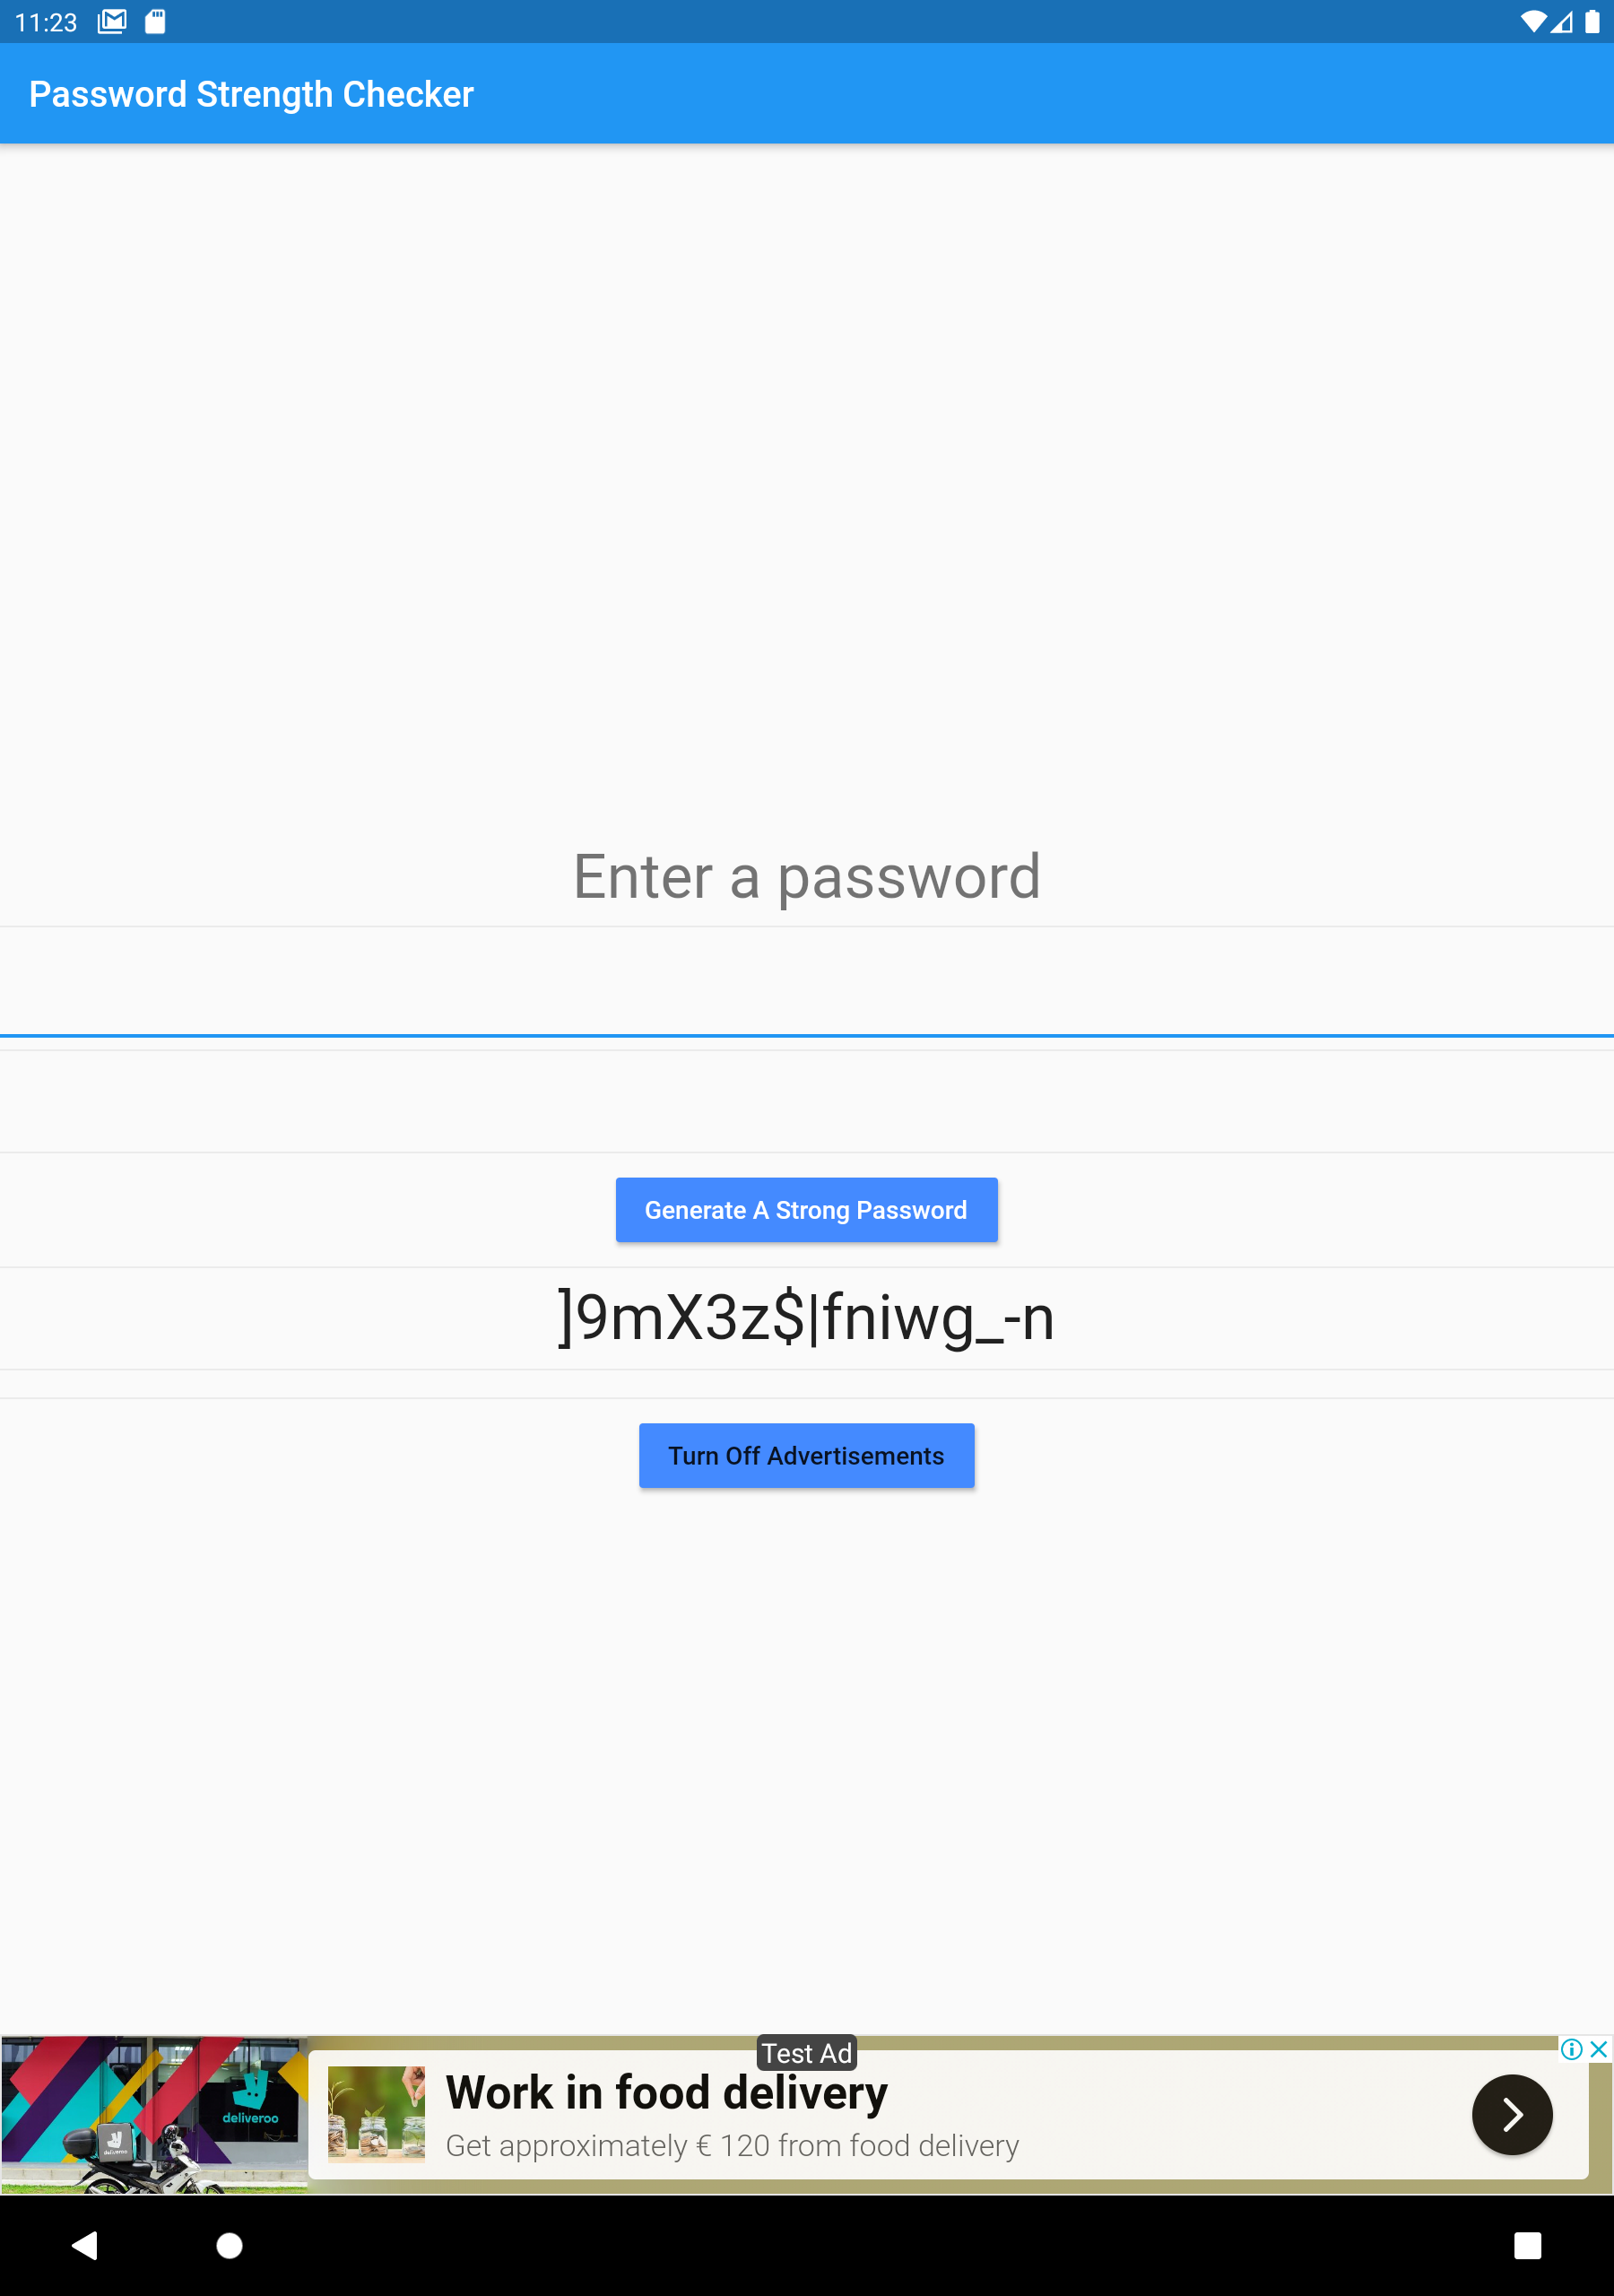 11:23
Password Strength Checker
Enter a password
Generate A Strong Password
]9mX3z$|fniwg_-n
Turn Off Advertisements
Test Ad
deliveroo
deliveroo
Work in food delivery
Get approximately € 120 from food delivery